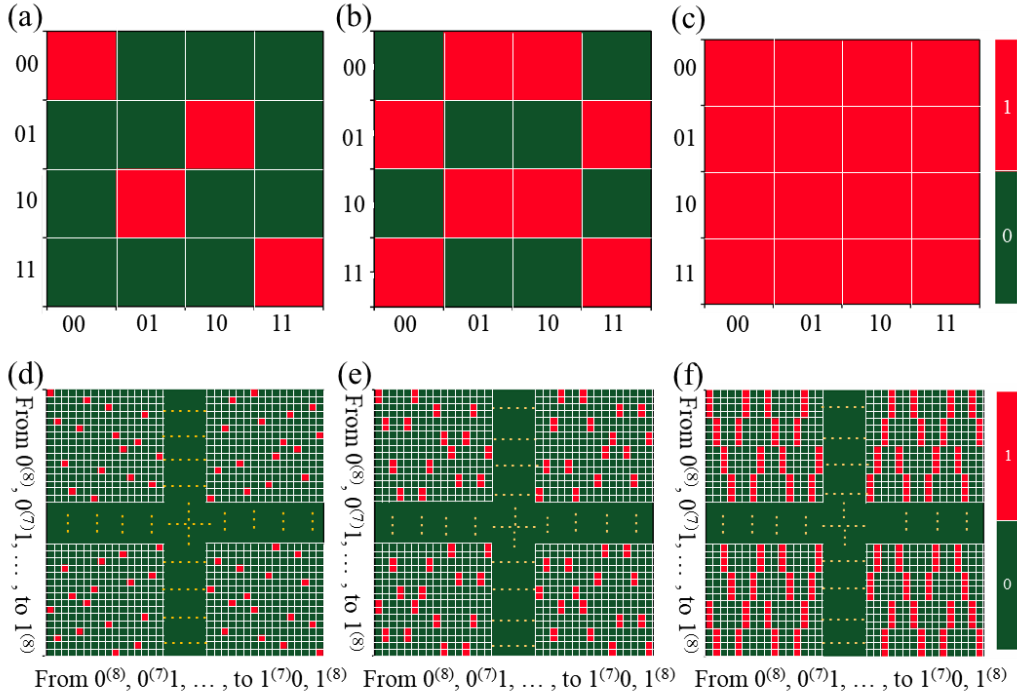 (a)
00
01
10
11
00 01 10 11
(b)
00
01
10
11
00 01 10 11
(c)
00
01
10
11
00 01 10 11
1
0
(d)
From 0⁽⁸⁾, 0⁽⁷⁾1, … , to 1⁽⁸⁾
From 0⁽⁸⁾, 0⁽⁷⁾1, … , to 1⁽⁷⁾0, 1⁽⁸⁾
(e)
From 0⁽⁸⁾, 0⁽⁷⁾1, … , to 1⁽⁸⁾
From 0⁽⁸⁾, 0⁽⁷⁾1, … , to 1⁽⁷⁾0, 1⁽⁸⁾
(f)
From 0⁽⁸⁾, 0⁽⁷⁾1, … , to 1⁽⁸⁾
From 0⁽⁸⁾, 0⁽⁷⁾1, … , to 1⁽⁷⁾0, 1⁽⁸⁾
1
0